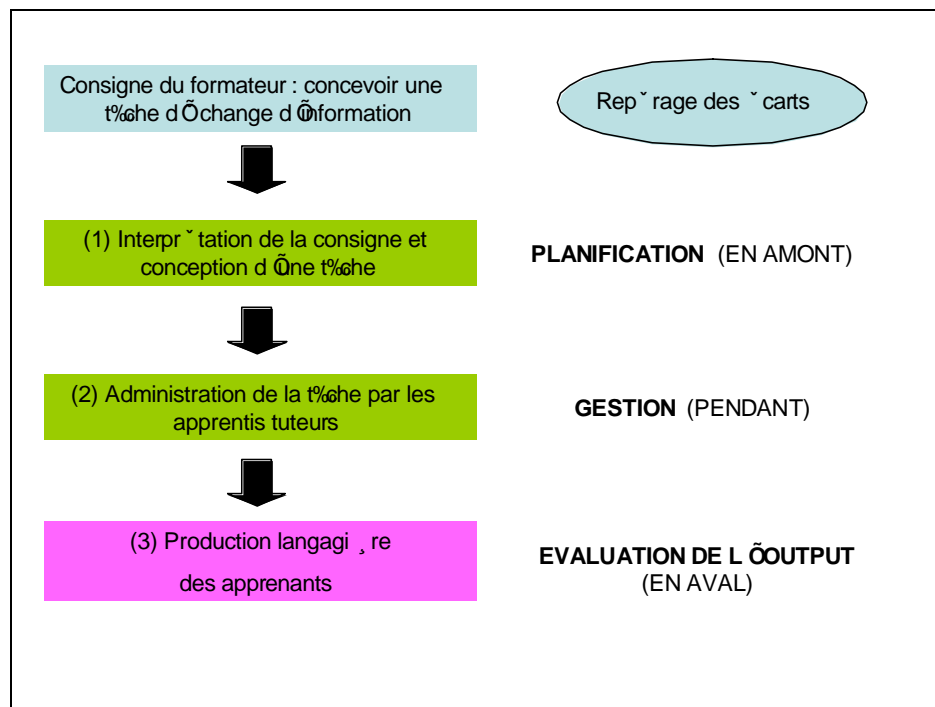 Consigne du formateur : concevoir une
t‰che d Õchange d Õinformation
Rep ˇ rage des ˇ carts
(1) Interpr ˇ tation de la consigne et
conception d Õune t‰che
PLANIFICATION (EN AMONT)
(2) Administration de la t‰che par les
apprentis tuteurs
GESTION (PENDANT)
(3) Production langagi ¸ re
des apprenants
EVALUATION DE L ÕOUTPUT
(EN AVAL)